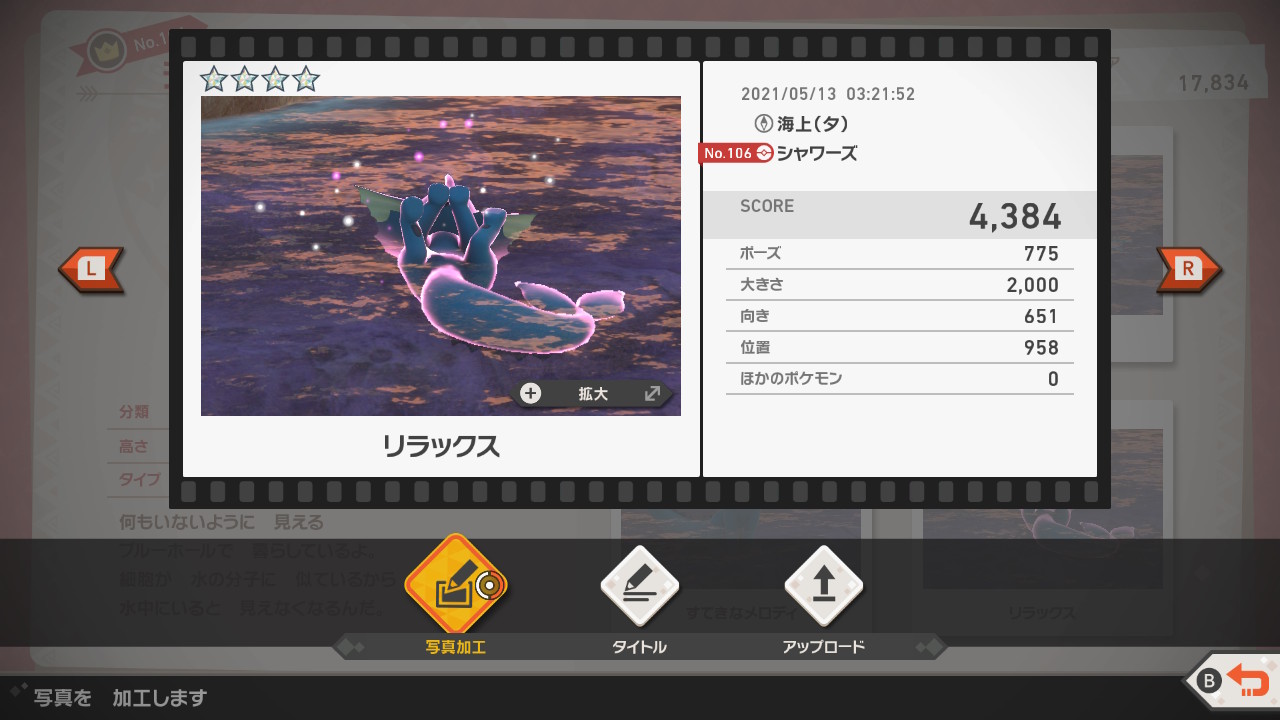 No.1
17,834
2021/05/13 03:21:52
海上(夕)
No.106 シャワーズ
SCORE 4,384
ポーズ 775
大きさ 2,000
向き 651
位置 958
ほかのポケモン 0
L
R
+ 拡大
リラックス
分類
高さ
タイプ
何もいないように 見える
ブルーホールで 暮らしているよ。
細胞が 水の分子に 似ているから
水中にいると 見えなくなるんだ。
すてきなメロディ
リラックス
写真加工
タイトル
アップロード
写真を 加工します
B